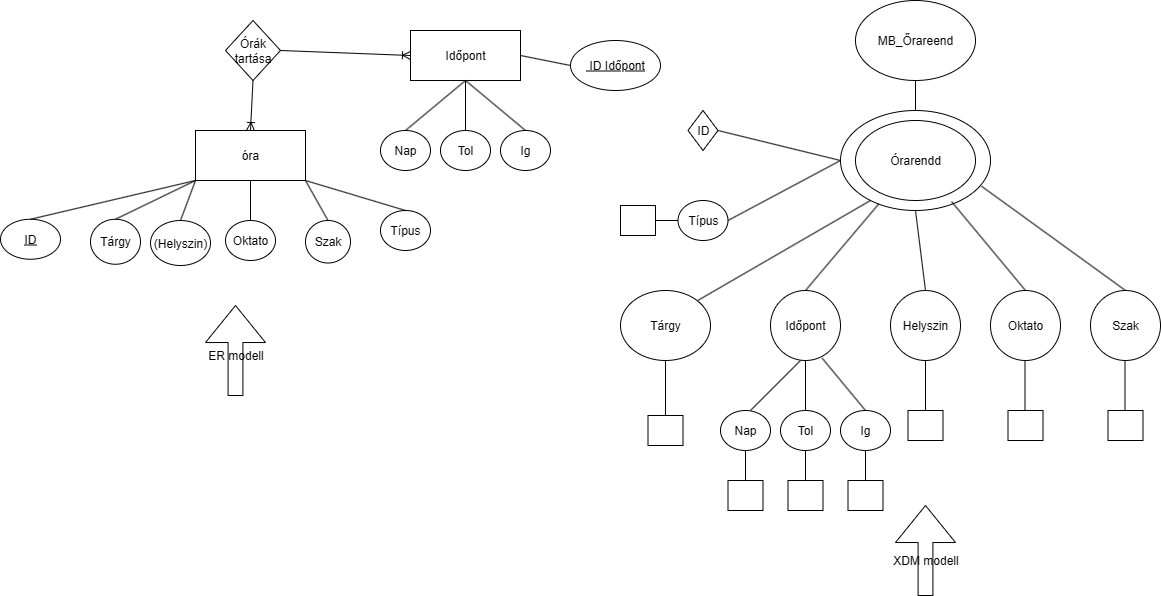 Órák
tartása
Időpont
ID Időpont
Nap
Tol
Ig
óra
ID
Tárgy
(Helyszin)
Oktato
Szak
Típus
ER modell
MB_Őrareend
ID
Órarendd
Típus
Tárgy
Időpont
Helyszin
Oktato
Szak
Nap
Tol
Ig
XDM modell